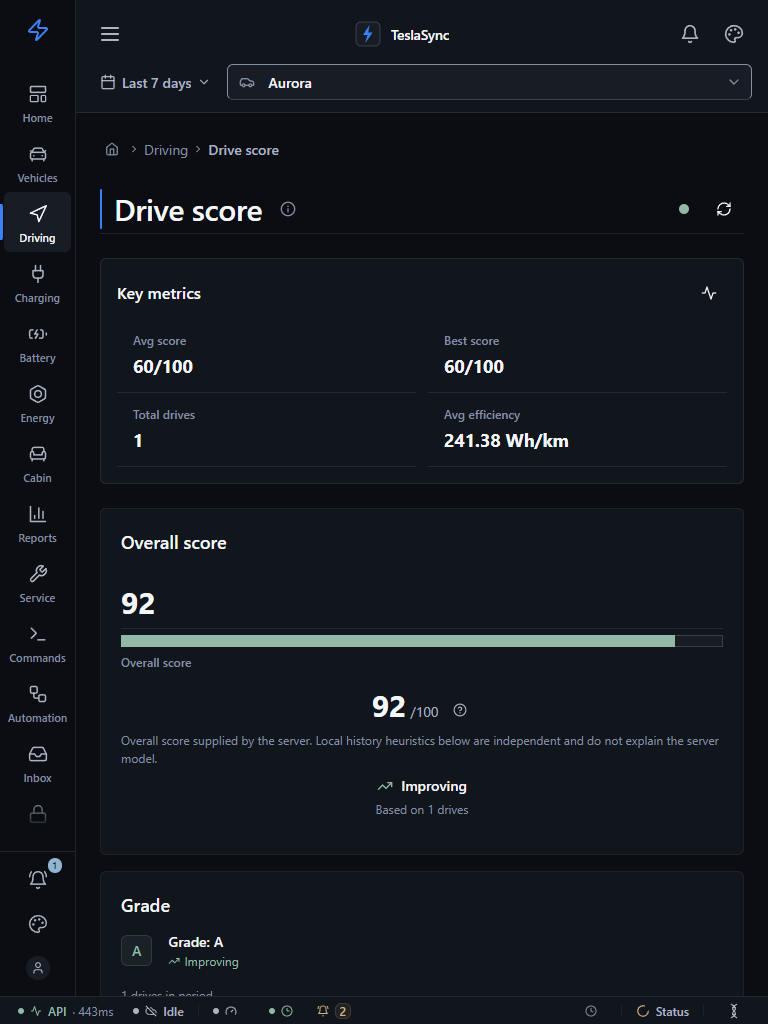 TeslaSync
Last 7 days
Aurora
Home
Vehicles
Driving
Charging
Battery
Energy
Cabin
Reports
Service
Commands
Automation
Inbox
1
Driving
Drive score
Drive score
Key metrics
Avg score
60/100
Best score
60/100
Total drives
1
Avg efficiency
241.38 Wh/km
Overall score
92
Overall score
92 /100
Overall score supplied by the server. Local history heuristics below are independent and do not explain the server
model.
Improving
Based on 1 drives
Grade
A
Grade: A
Improving
1 drives in period
API · 443ms
Idle
2
Status